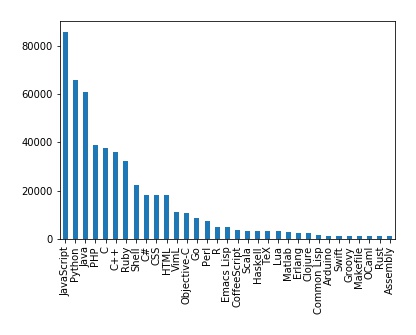 80000
60000
40000
20000
0
JavaScript
Python
Java
PHP
C
C++
Ruby
Shell
C#
CSS
HTML
VimL
Objective-C
Go
Perl
R
Emacs Lisp
CoffeeScript
Scala
Haskell
TeX
Lua
Matlab
Erlang
Clojure
Common Lisp
Arduino
Swift
Groovy
Makefile
OCaml
Rust
Assembly